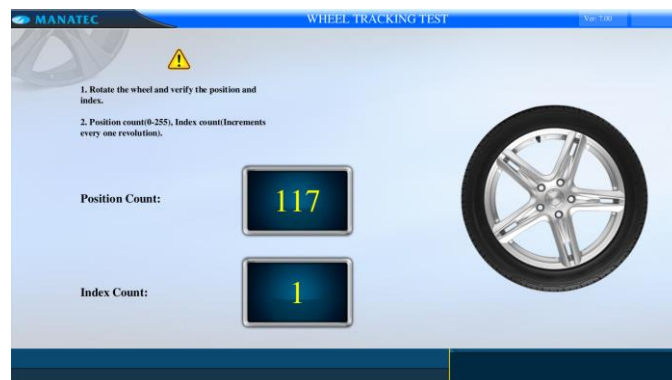 MANATEC
WHEEL TRACKING TEST
Ver: 7.00
1. Rotate the wheel and verify the position and
index.
2. Position count(0-255), Index count(Increments
every one revolution).
Position Count:
117
Index Count:
1